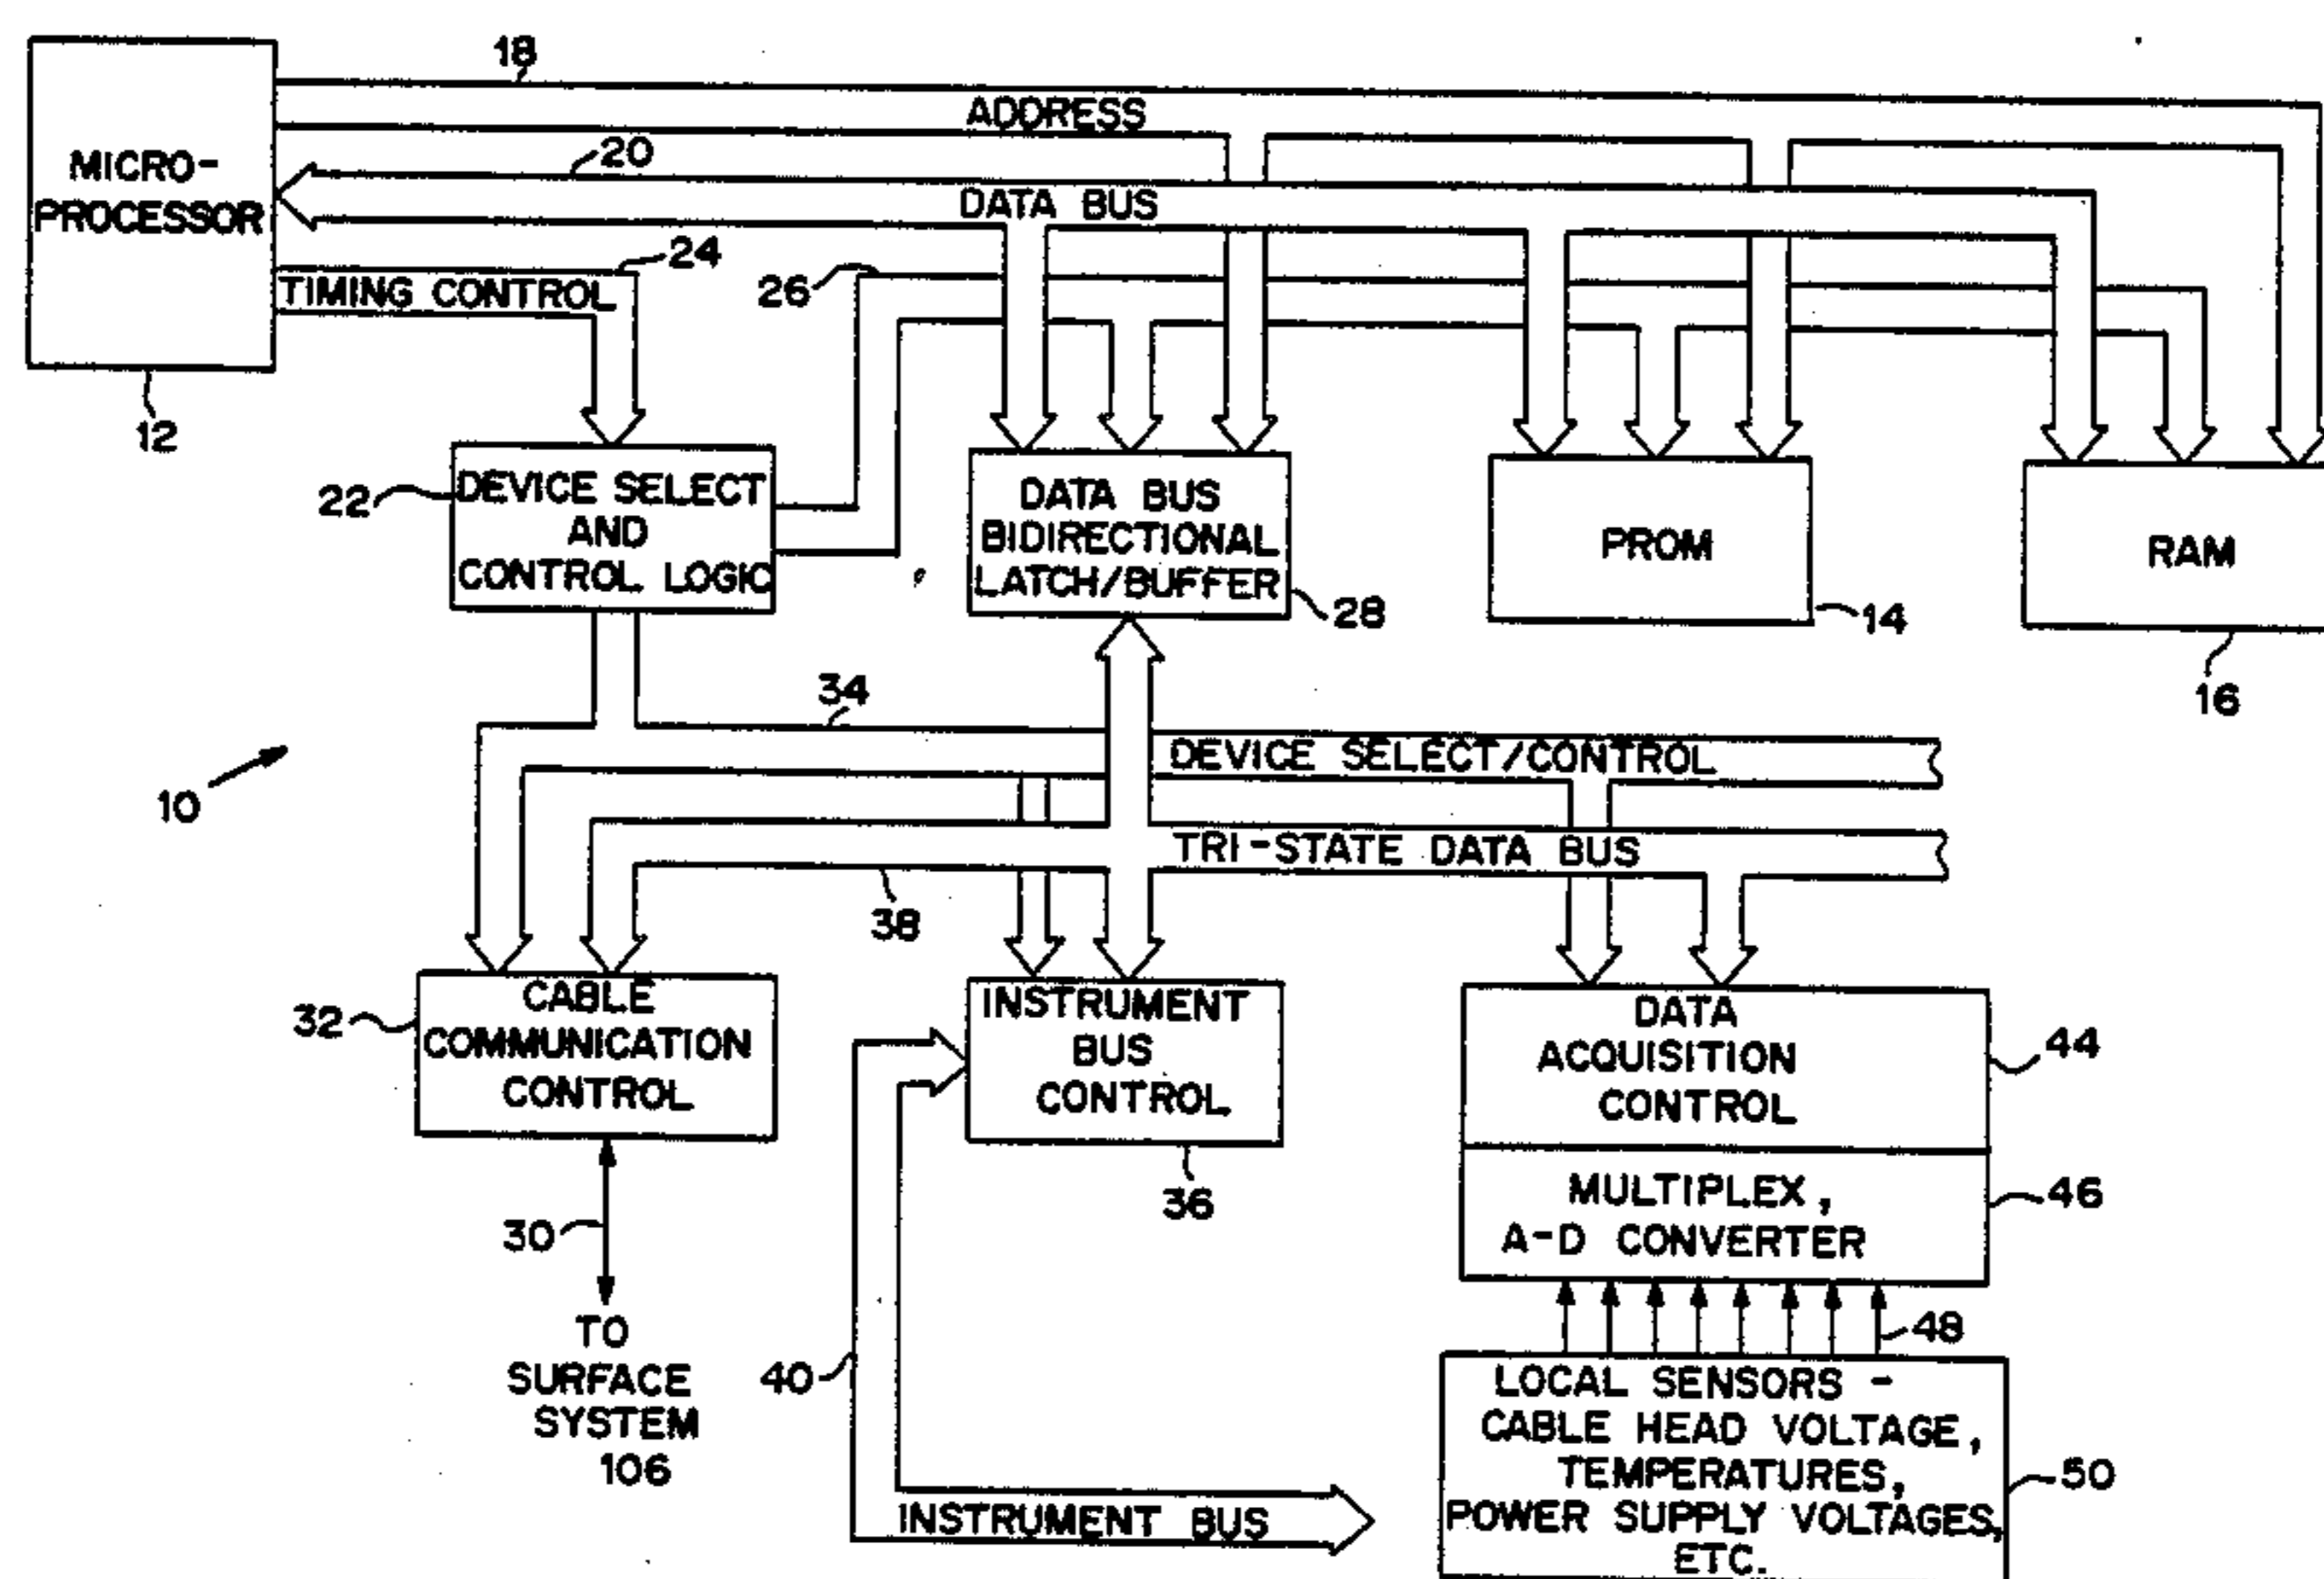 18
ADDRESS
MICRO-
PROCESSOR
20
DATA BUS
24
TIMING CONTROL
26
12
22
DEVICE SELECT
AND
CONTROL LOGIC
DATA BUS
BIDIRECTIONAL
LATCH/BUFFER
28
PROM
14
RAM
16
34
DEVICE SELECT/CONTROL
10
TRI-STATE DATA BUS
38
32
CABLE
COMMUNICATION
CONTROL
INSTRUMENT
BUS
CONTROL
36
DATA
ACQUISITION
CONTROL
44
MULTIPLEX,
A-D CONVERTER
46
30
TO
SURFACE
SYSTEM
106
40
INSTRUMENT BUS
48
LOCAL SENSORS -
CABLE HEAD VOLTAGE,
TEMPERATURES,
POWER SUPPLY VOLTAGES,
ETC.
50